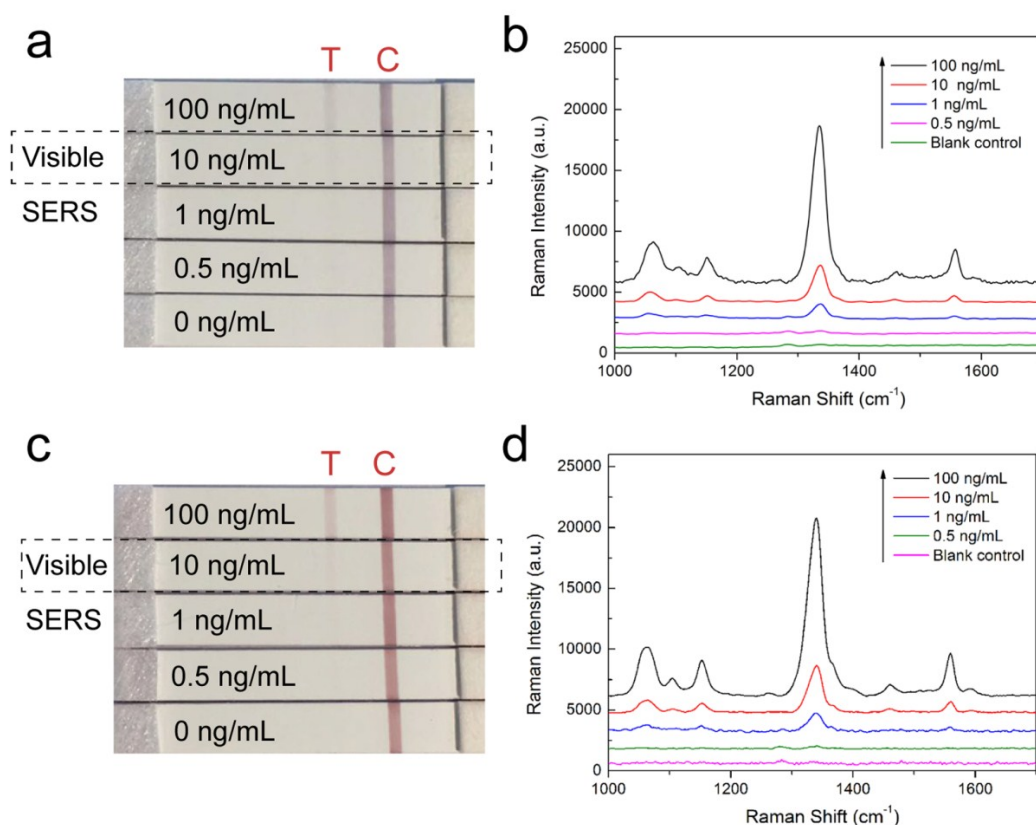 a
T C
100 ng/mL
Visible 10 ng/mL
SERS 1 ng/mL
0.5 ng/mL
0 ng/mL
b
25000
20000
15000
10000
5000
0
Raman Intensity (a.u.)
100 ng/mL
10 ng/mL
1 ng/mL
0.5 ng/mL
Blank control
1000 1200 1400 1600
Raman Shift (cm⁻¹)
c
T C
100 ng/mL
Visible 10 ng/mL
SERS 1 ng/mL
0.5 ng/mL
0 ng/mL
d
25000
20000
15000
10000
5000
0
Raman Intensity (a.u.)
100 ng/mL
10 ng/mL
1 ng/mL
0.5 ng/mL
Blank control
1000 1200 1400 1600
Raman Shift (cm⁻¹)